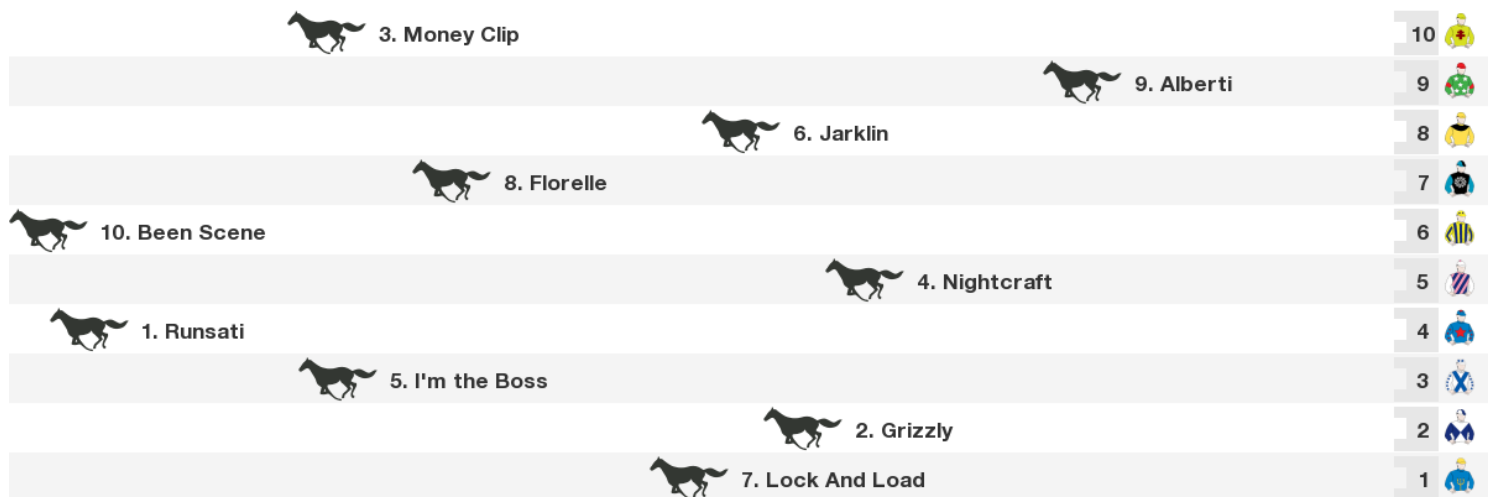 3. Money Clip 10
9. Alberti 9
6. Jarklin 8
8. Florelle 7
10. Been Scene 6
4. Nightcraft 5
1. Runsati 4
5. I'm the Boss 3
2. Grizzly 2
7. Lock And Load 1